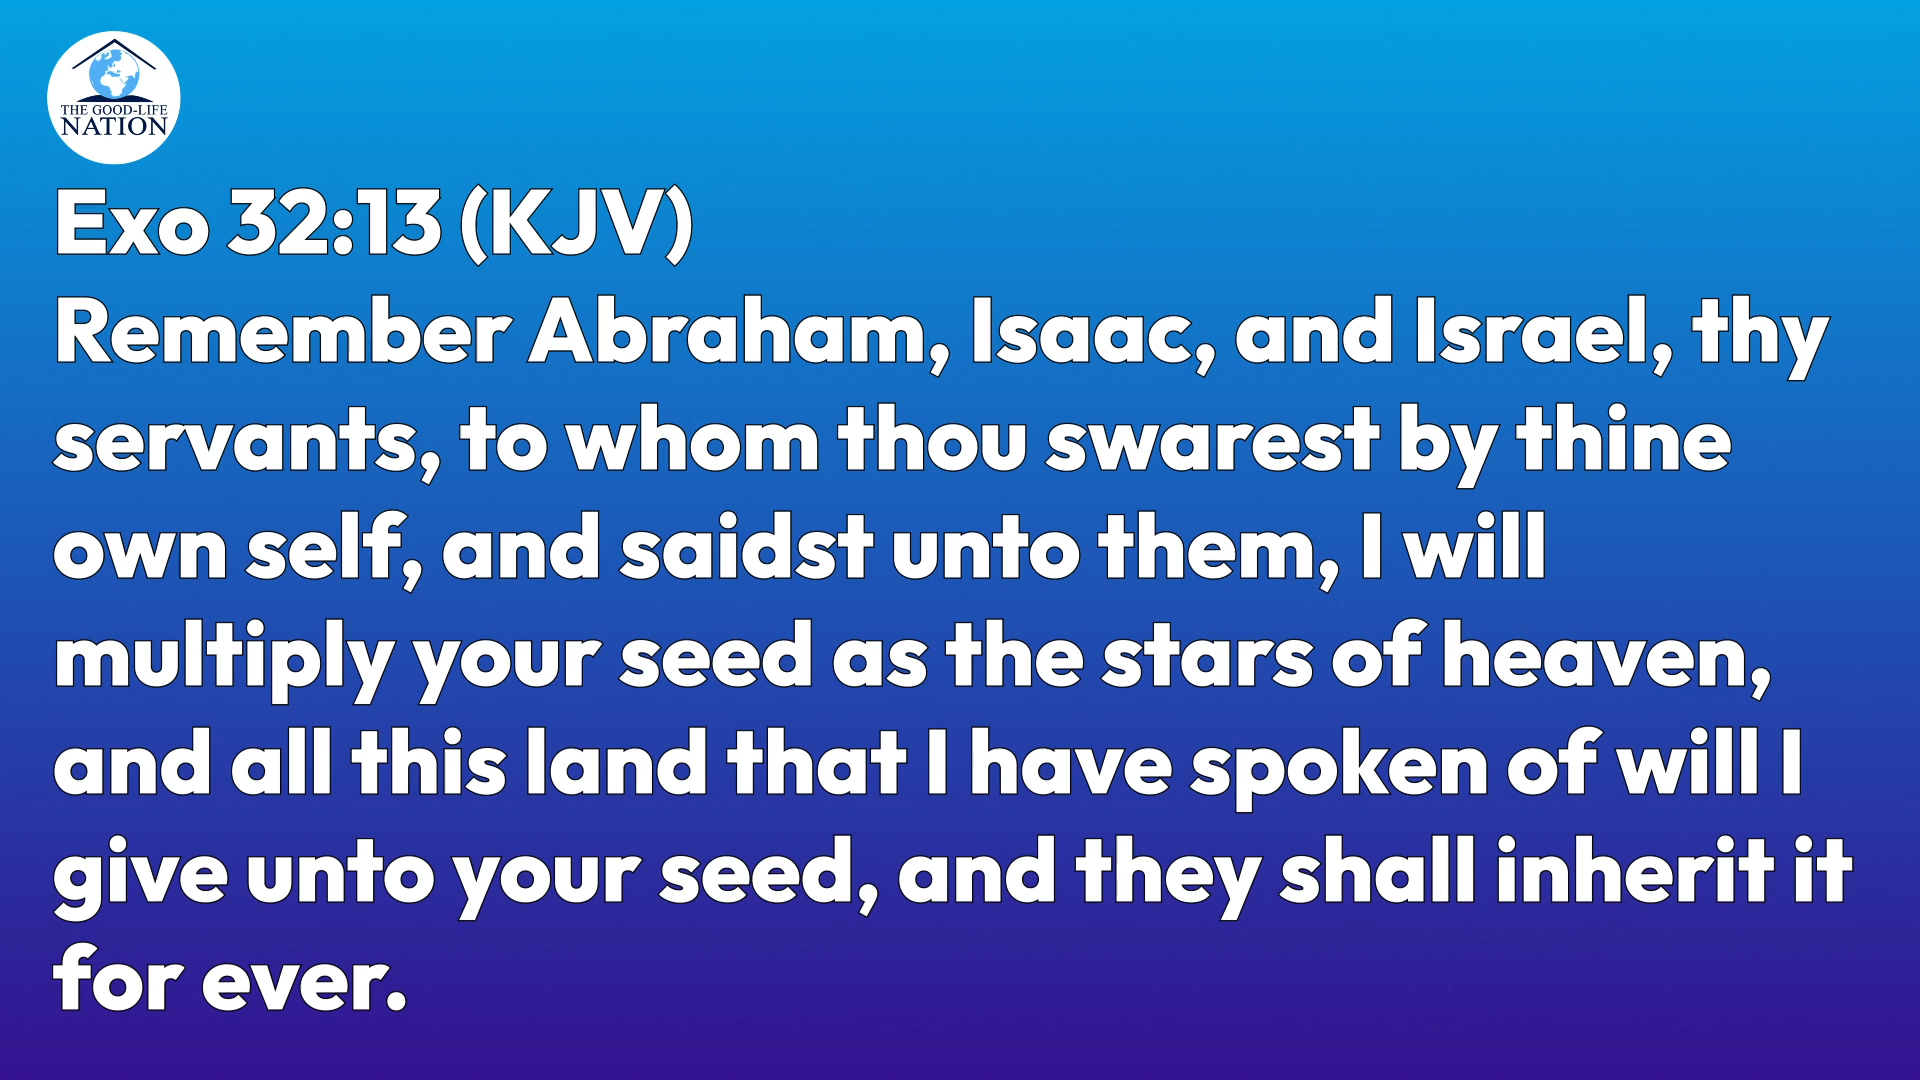 THE GOOD-LIFE
NATION
Exo 32:13 (KJV)
Remember Abraham, Isaac, and Israel, thy
servants, to whom thou swarest by thine
own self, and saidst unto them, I will
multiply your seed as the stars of heaven,
and all this land that I have spoken of will I
give unto your seed, and they shall inherit it
for ever.